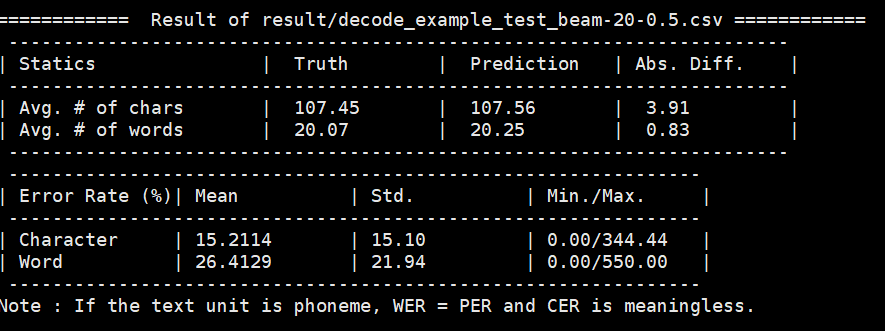 ============  Result of result/decode_example_test_beam-20-0.5.csv ============
-----------------------------------------------------------------------
| Statics | Truth | Prediction | Abs. Diff. |
-----------------------------------------------------------------------
| Avg. # of chars | 107.45 | 107.56 | 3.91 |
| Avg. # of words | 20.07 | 20.25 | 0.83 |
-----------------------------------------------------------------------
---------------------------------------------------------------
| Error Rate (%)| Mean | Std. | Min./Max. |
---------------------------------------------------------------
| Character | 15.2114 | 15.10 | 0.00/344.44 |
| Word | 26.4129 | 21.94 | 0.00/550.00 |
---------------------------------------------------------------
Note : If the text unit is phoneme, WER = PER and CER is meaningless.